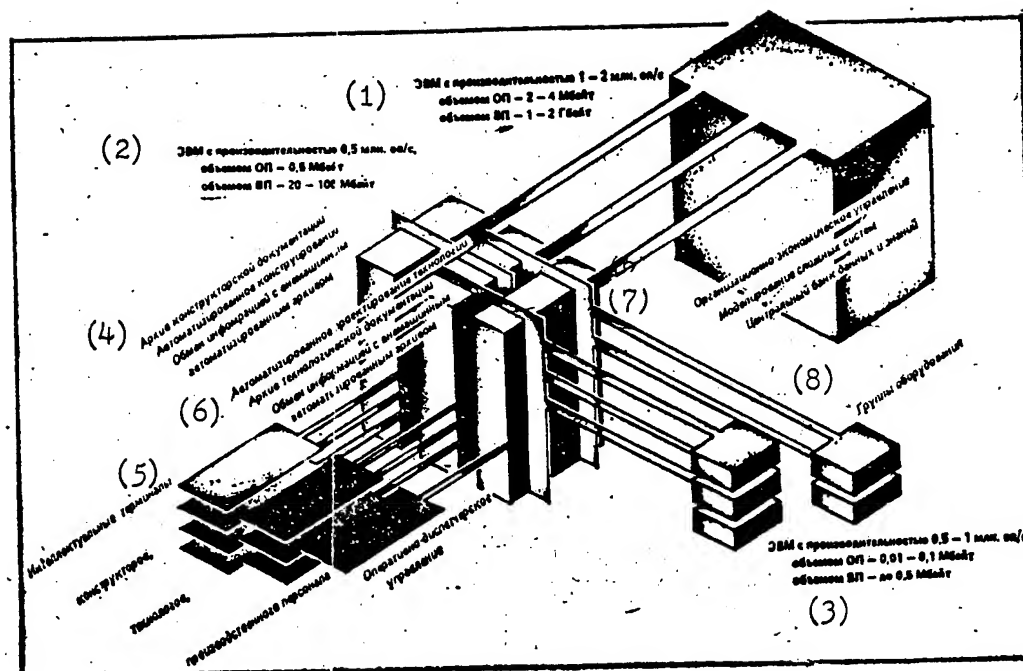 (1)
ЭВМ с производительностью 1 – 2 млн. оп/с
объемом ОП – 2 – 4 Мбайт
объемом ВП – 1 – 2 Гбайт
(2)
ЭВМ с производительностью 0,5 млн. оп/с,
объемом ОП – 0,5 Мбайт
объемом ВП – 20 – 100 Мбайт
(4)
Архив конструкторской документации
Автоматизированное конструирование
Обмен информацией с внемашинным
автоматизированным архивом
(6)
Автоматизированное проектирование технологии
Архив технологической документации
Обмен информацией с внемашинным
автоматизированным архивом
(7)
Организационно-экономическое управление
Моделирование сложных систем
Центральный банк данных и знаний
(8)
Группы оборудования
(5)
Интеллектуальные терминалы
конструкторов,
технологов,
производственного персонала
Оперативно-диспетчерское
управление
ЭВМ с производительностью 0,5 – 1 млн. оп/с
объемом ОП – 0,01 – 0,1 Мбайт
объемом ВП – до 0,5 Мбайт
(3)